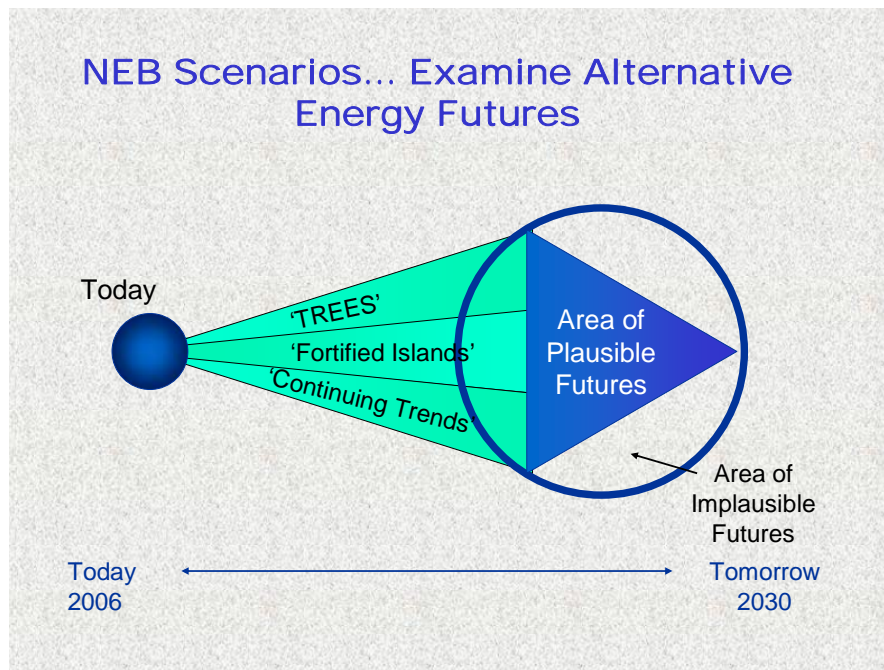 NEB Scenarios... Examine Alternative
Energy Futures
Today
‘TREES’
‘Fortified Islands’
‘Continuing Trends’
Area of
Plausible
Futures
Area of
Implausible
Futures
Today
2006
Tomorrow
2030